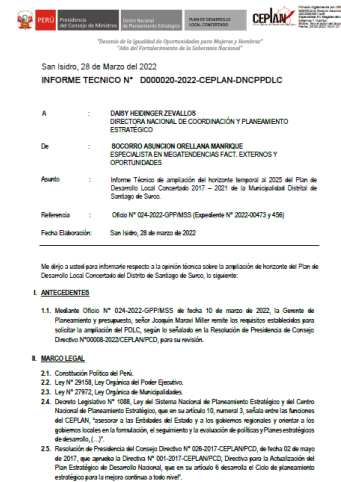 PERÚ Presidencia del Consejo de Ministros Centro Nacional de Planeamiento Estratégico PLAN DE DESARROLLO LOCAL CONCERTADO CEPLAN
"Decenio de la Igualdad de Oportunidades para Mujeres y Hombres"
"Año del Fortalecimiento de la Soberanía Nacional"
San Isidro, 28 de Marzo del 2022
INFORME TECNICO N° D000020-2022-CEPLAN-DNCPPDLC
A : DAISY HEIDINGER ZEVALLOS
DIRECTORA NACIONAL DE COORDINACIÓN Y PLANEAMIENTO
ESTRATÉGICO
De : SOCORRO ASUNCION ORELLANA MANRIQUE
ESPECIALISTA EN MEGATENDENCIAS FACT. EXTERNOS Y
OPORTUNIDADES
Asunto : Informe Técnico de ampliación del horizonte temporal al 2025 del Plan de
Desarrollo Local Concertado 2017 – 2021 de la Municipalidad Distrital de
Santiago de Surco.
Referencia : Oficio N° 024-2022-GPP/MSS (Expediente N° 2022-00473 y 456)
Fecha Elaboración: San Isidro, 28 de marzo de 2022
Me dirijo a usted para informarle respecto a la opinión técnica sobre la ampliación de horizonte del Plan de
Desarrollo Local Concertado del Distrito de Santiago de Surco, lo siguiente:
I. ANTECEDENTES
1.1. Mediante Oficio N° 024-2022-GPP/MSS de fecha 10 de marzo de 2022, la Gerente de
Planeamiento y presupuesto, señor Joaquin Maravi Miller remite los requisitos establecidos para
solicitar la ampliación del PDLC, según lo señalado en la Resolución de Presidencia de Consejo
Directivo N°00008-2022/CEPLAN/PCD, para su revisión.
II. MARCO LEGAL
2.1. Constitución Política del Perú.
2.2. Ley N° 29158, Ley Orgánica del Poder Ejecutivo.
2.3. Ley N° 27972, Ley Orgánica de Municipalidades.
2.4. Decreto Legislativo N° 1088, Ley del Sistema Nacional de Planeamiento Estratégico y del Centro
Nacional de Planeamiento Estratégico, que en su artículo 10, numeral 3, señala entre las funciones
del CEPLAN, "asesorar a las Entidades del Estado y a los gobiernos regionales y orientar a los
gobiernos locales en la formulación, el seguimiento y la evaluación de políticas y Planes estratégicos
de desarrollo, (...)".
2.5. Resolución de Presidencia del Consejo Directivo N° 026-2017-CEPLAN/PCD, de fecha 02 de mayo
de 2017, que aprueba la Directiva N° 001-2017-CEPLAN/PCD, Directiva para la Actualización del
Plan Estratégico de Desarrollo Nacional, que en su artículo 6 desarrolla el Ciclo de planeamiento
estratégico para la mejora continua a todo nivel".